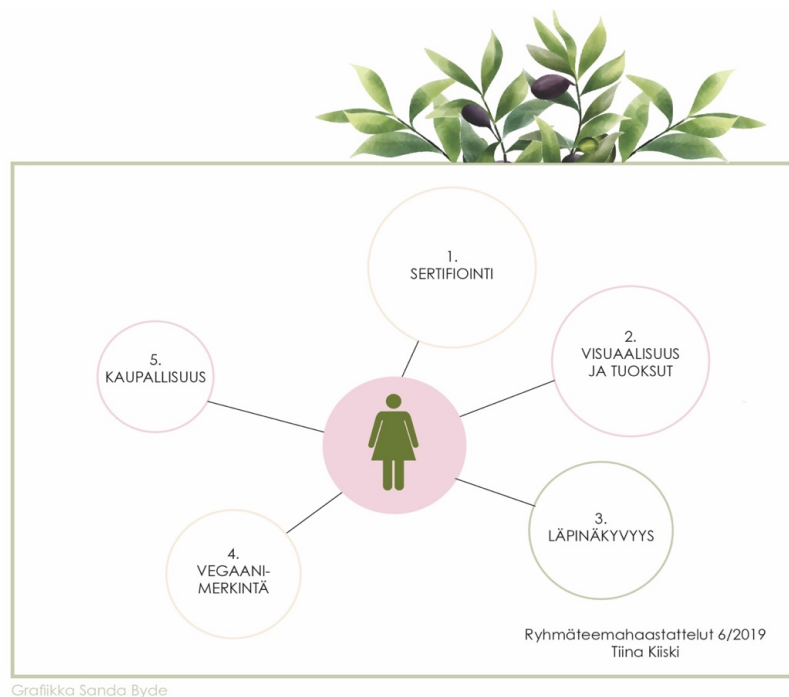 1.
SERTIFIOINTI
2.
VISUAALISUUS
JA TUOKSUT
3.
LÄPINÄKYVYYS
4.
VEGAANI-
MERKINTÄ
5.
KAUPALLISUUS
Ryhmäteemahaastattelut 6/2019
Tiina Kiiski
Grafiikka Sanda Byde